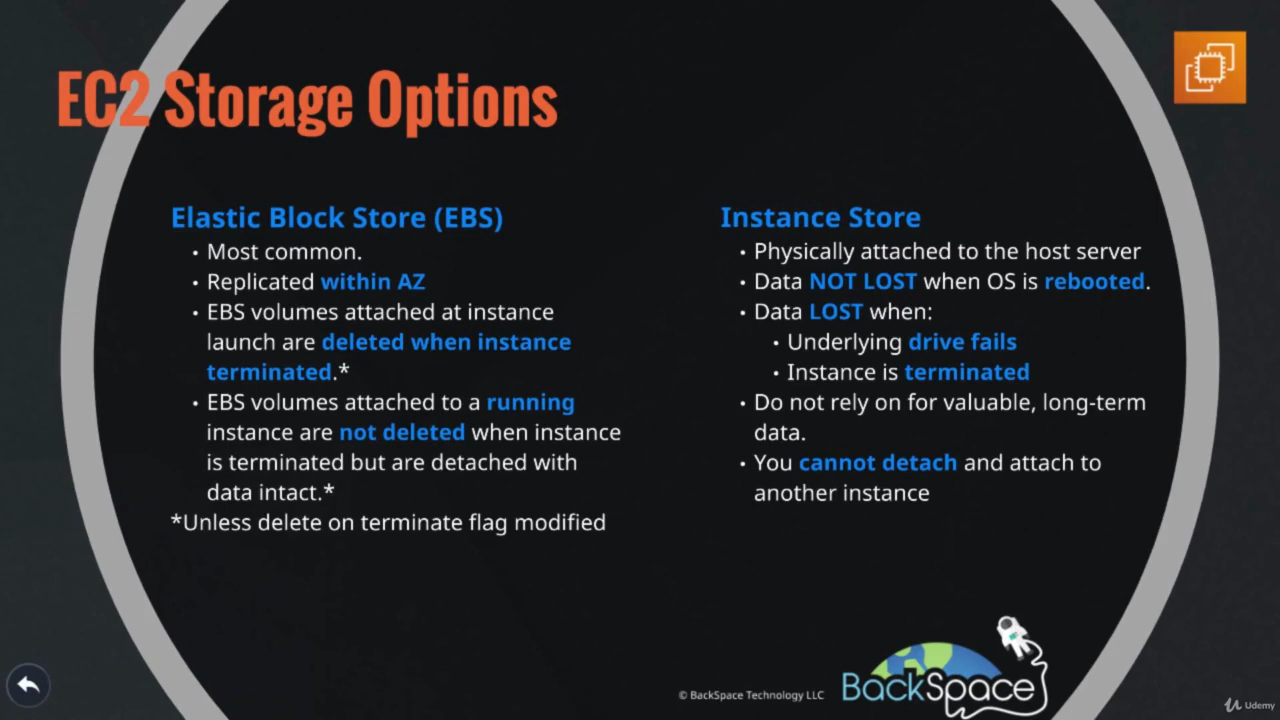 EC2 Storage Options
Elastic Block Store (EBS)
• Most common.
• Replicated within AZ
• EBS volumes attached at instance
launch are deleted when instance
terminated.*
• EBS volumes attached to a running
instance are not deleted when instance
is terminated but are detached with
data intact.*
*Unless delete on terminate flag modified
Instance Store
• Physically attached to the host server
• Data NOT LOST when OS is rebooted.
• Data LOST when:
• Underlying drive fails
• Instance is terminated
• Do not rely on for valuable, long-term
data.
• You cannot detach and attach to
another instance
© BackSpace Technology LLC
BackSpace
Udemy